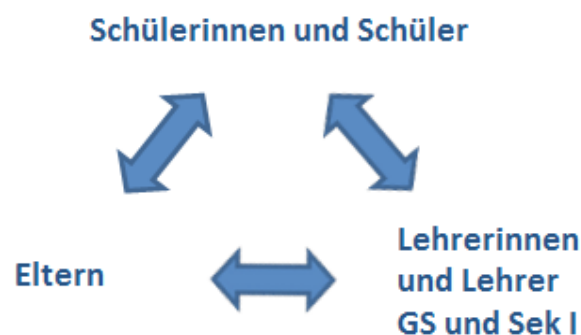 Schülerinnen und Schüler
Eltern
Lehrerinnen
und Lehrer
GS und Sek I